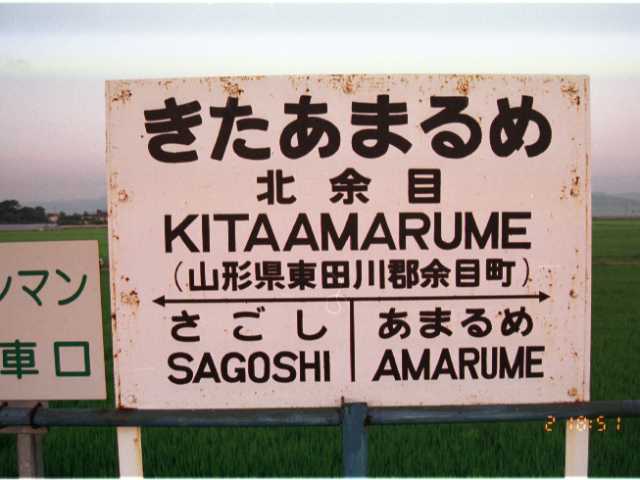 きたあまるめ
北余目
KITAAMARUME
(山形県東田川郡余目町)
さごし
SAGOSHI
あまるめ
AMARUME
ンマン
車口
2 18:51